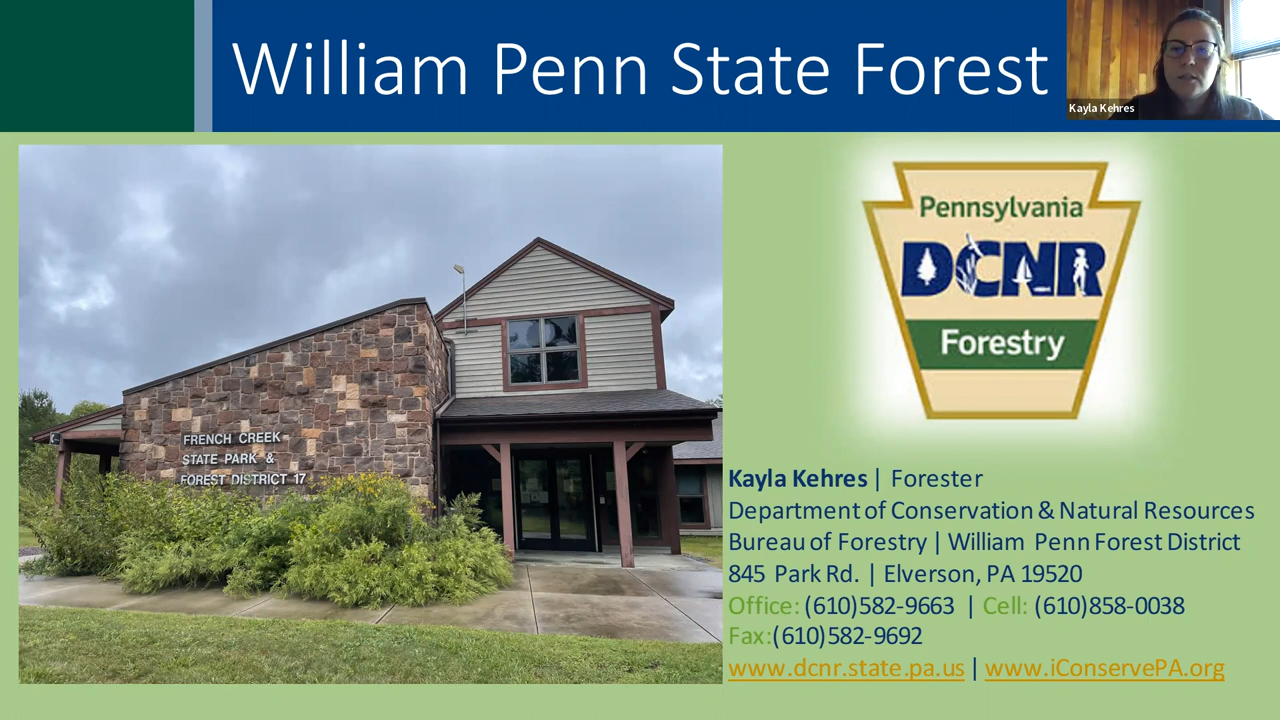 William Penn State Forest
Kayla Kehres
Pennsylvania
DCNR
Forestry
FRENCH CREEK
STATE PARK &
FOREST DISTRICT 17
Kayla Kehres | Forester
Department of Conservation & Natural Resources
Bureau of Forestry | William Penn Forest District
845 Park Rd. | Elverson, PA 19520
Office: (610)582-9663 | Cell: (610)858-0038
Fax:(610)582-9692
www.dcnr.state.pa.us | www.iConservePA.org